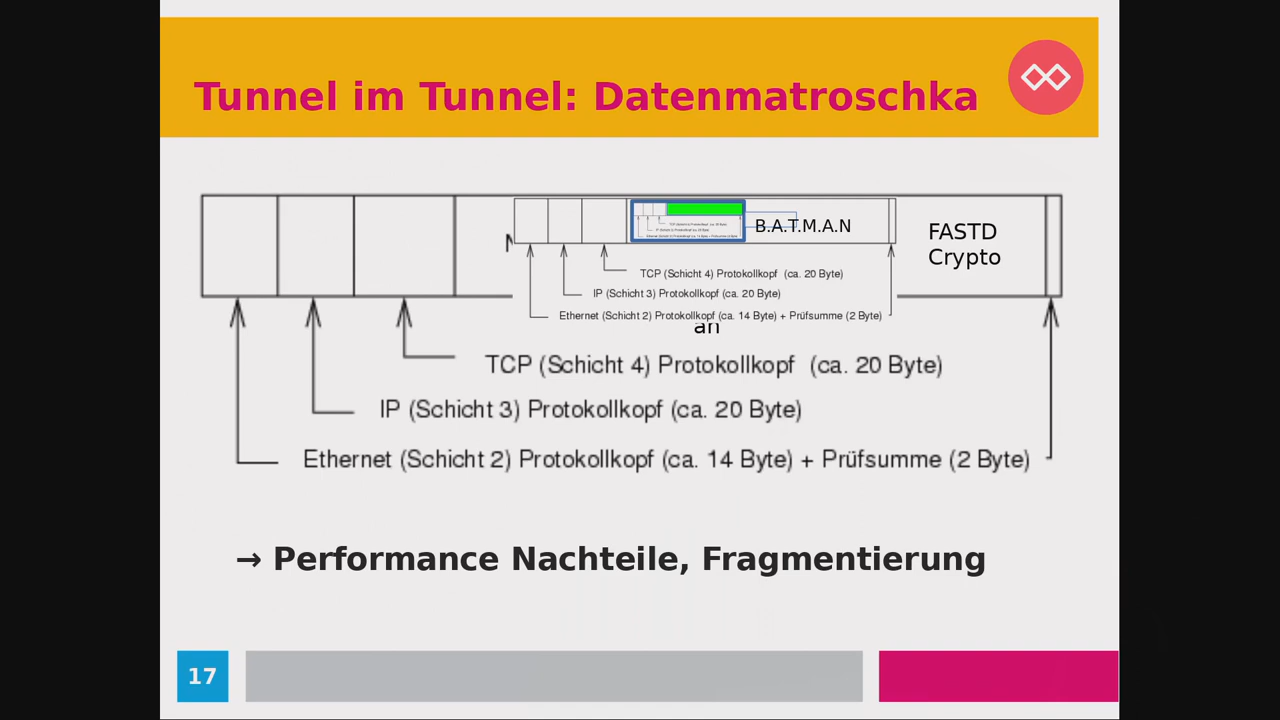 Tunnel im Tunnel: Datenmatroschka
B.A.T.M.A.N
FASTD
Crypto
TCP (Schicht 4) Protokollkopf (ca. 20 Byte)
IP (Schicht 3) Protokollkopf (ca. 20 Byte)
Ethernet (Schicht 2) Protokollkopf (ca. 14 Byte) + Prüfsumme (2 Byte)
an
TCP (Schicht 4) Protokollkopf (ca. 20 Byte)
IP (Schicht 3) Protokollkopf (ca. 20 Byte)
Ethernet (Schicht 2) Protokollkopf (ca. 14 Byte) + Prüfsumme (2 Byte)
→ Performance Nachteile, Fragmentierung
17